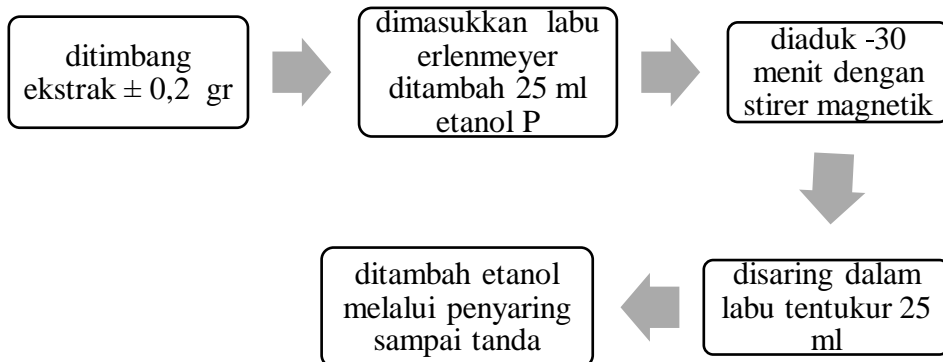 ditimbang
ekstrak ± 0,2 gr
dimasukkan labu
erlenmeyer
ditambah 25 ml
etanol P
diaduk -30
menit dengan
stirer magnetik
disaring dalam
labu tentukur 25
ml
ditambah etanol
melalui penyaring
sampai tanda